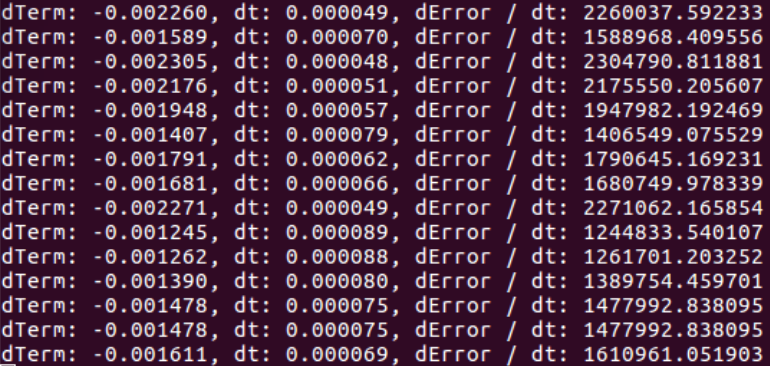 dTerm: -0.002260, dt: 0.000049, dError / dt: 2260037.592233
dTerm: -0.001589, dt: 0.000070, dError / dt: 1588968.409556
dTerm: -0.002305, dt: 0.000048, dError / dt: 2304790.811881
dTerm: -0.002176, dt: 0.000051, dError / dt: 2175550.205607
dTerm: -0.001948, dt: 0.000057, dError / dt: 1947982.192469
dTerm: -0.001407, dt: 0.000079, dError / dt: 1406549.075529
dTerm: -0.001791, dt: 0.000062, dError / dt: 1790645.169231
dTerm: -0.001681, dt: 0.000066, dError / dt: 1680749.978339
dTerm: -0.002271, dt: 0.000049, dError / dt: 2271062.165854
dTerm: -0.001245, dt: 0.000089, dError / dt: 1244833.540107
dTerm: -0.001262, dt: 0.000088, dError / dt: 1261701.203252
dTerm: -0.001390, dt: 0.000080, dError / dt: 1389754.459701
dTerm: -0.001478, dt: 0.000075, dError / dt: 1477992.838095
dTerm: -0.001478, dt: 0.000075, dError / dt: 1477992.838095
dTerm: -0.001611, dt: 0.000069, dError / dt: 1610961.051903